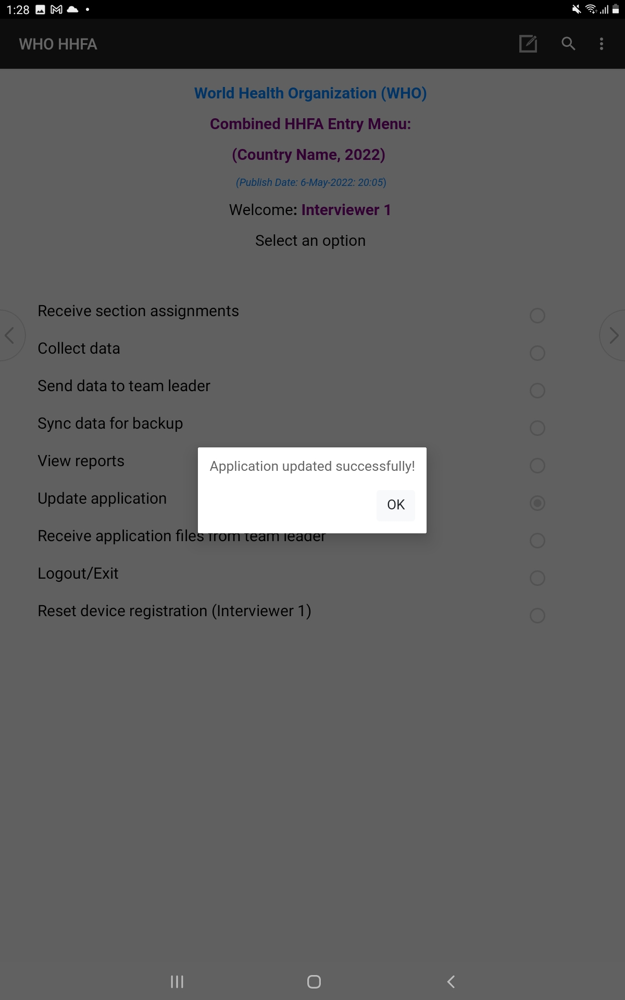 1:28
WHO HHFA
World Health Organization (WHO)
Combined HHFA Entry Menu:
(Country Name, 2022)
(Publish Date: 6-May-2022: 20:05)
Welcome: Interviewer 1
Select an option
Receive section assignments
Collect data
Send data to team leader
Sync data for backup
View reports
Application updated successfully!
Update application
OK
Receive application files from team leader
Logout/Exit
Reset device registration (Interviewer 1)